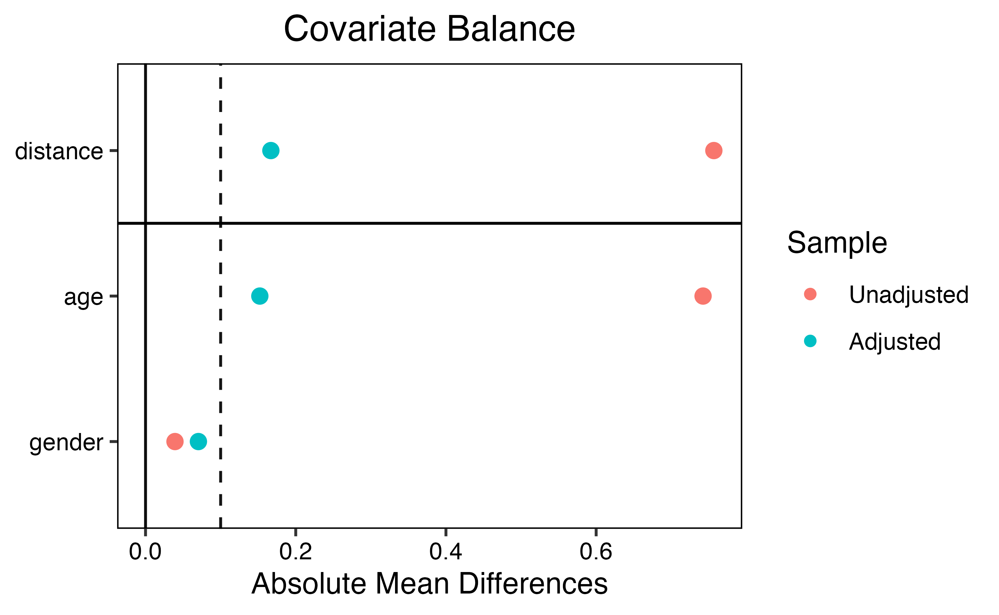 Covariate Balance
distance
age
gender
0.0 0.2 0.4 0.6
Absolute Mean Differences
Sample
Unadjusted
Adjusted